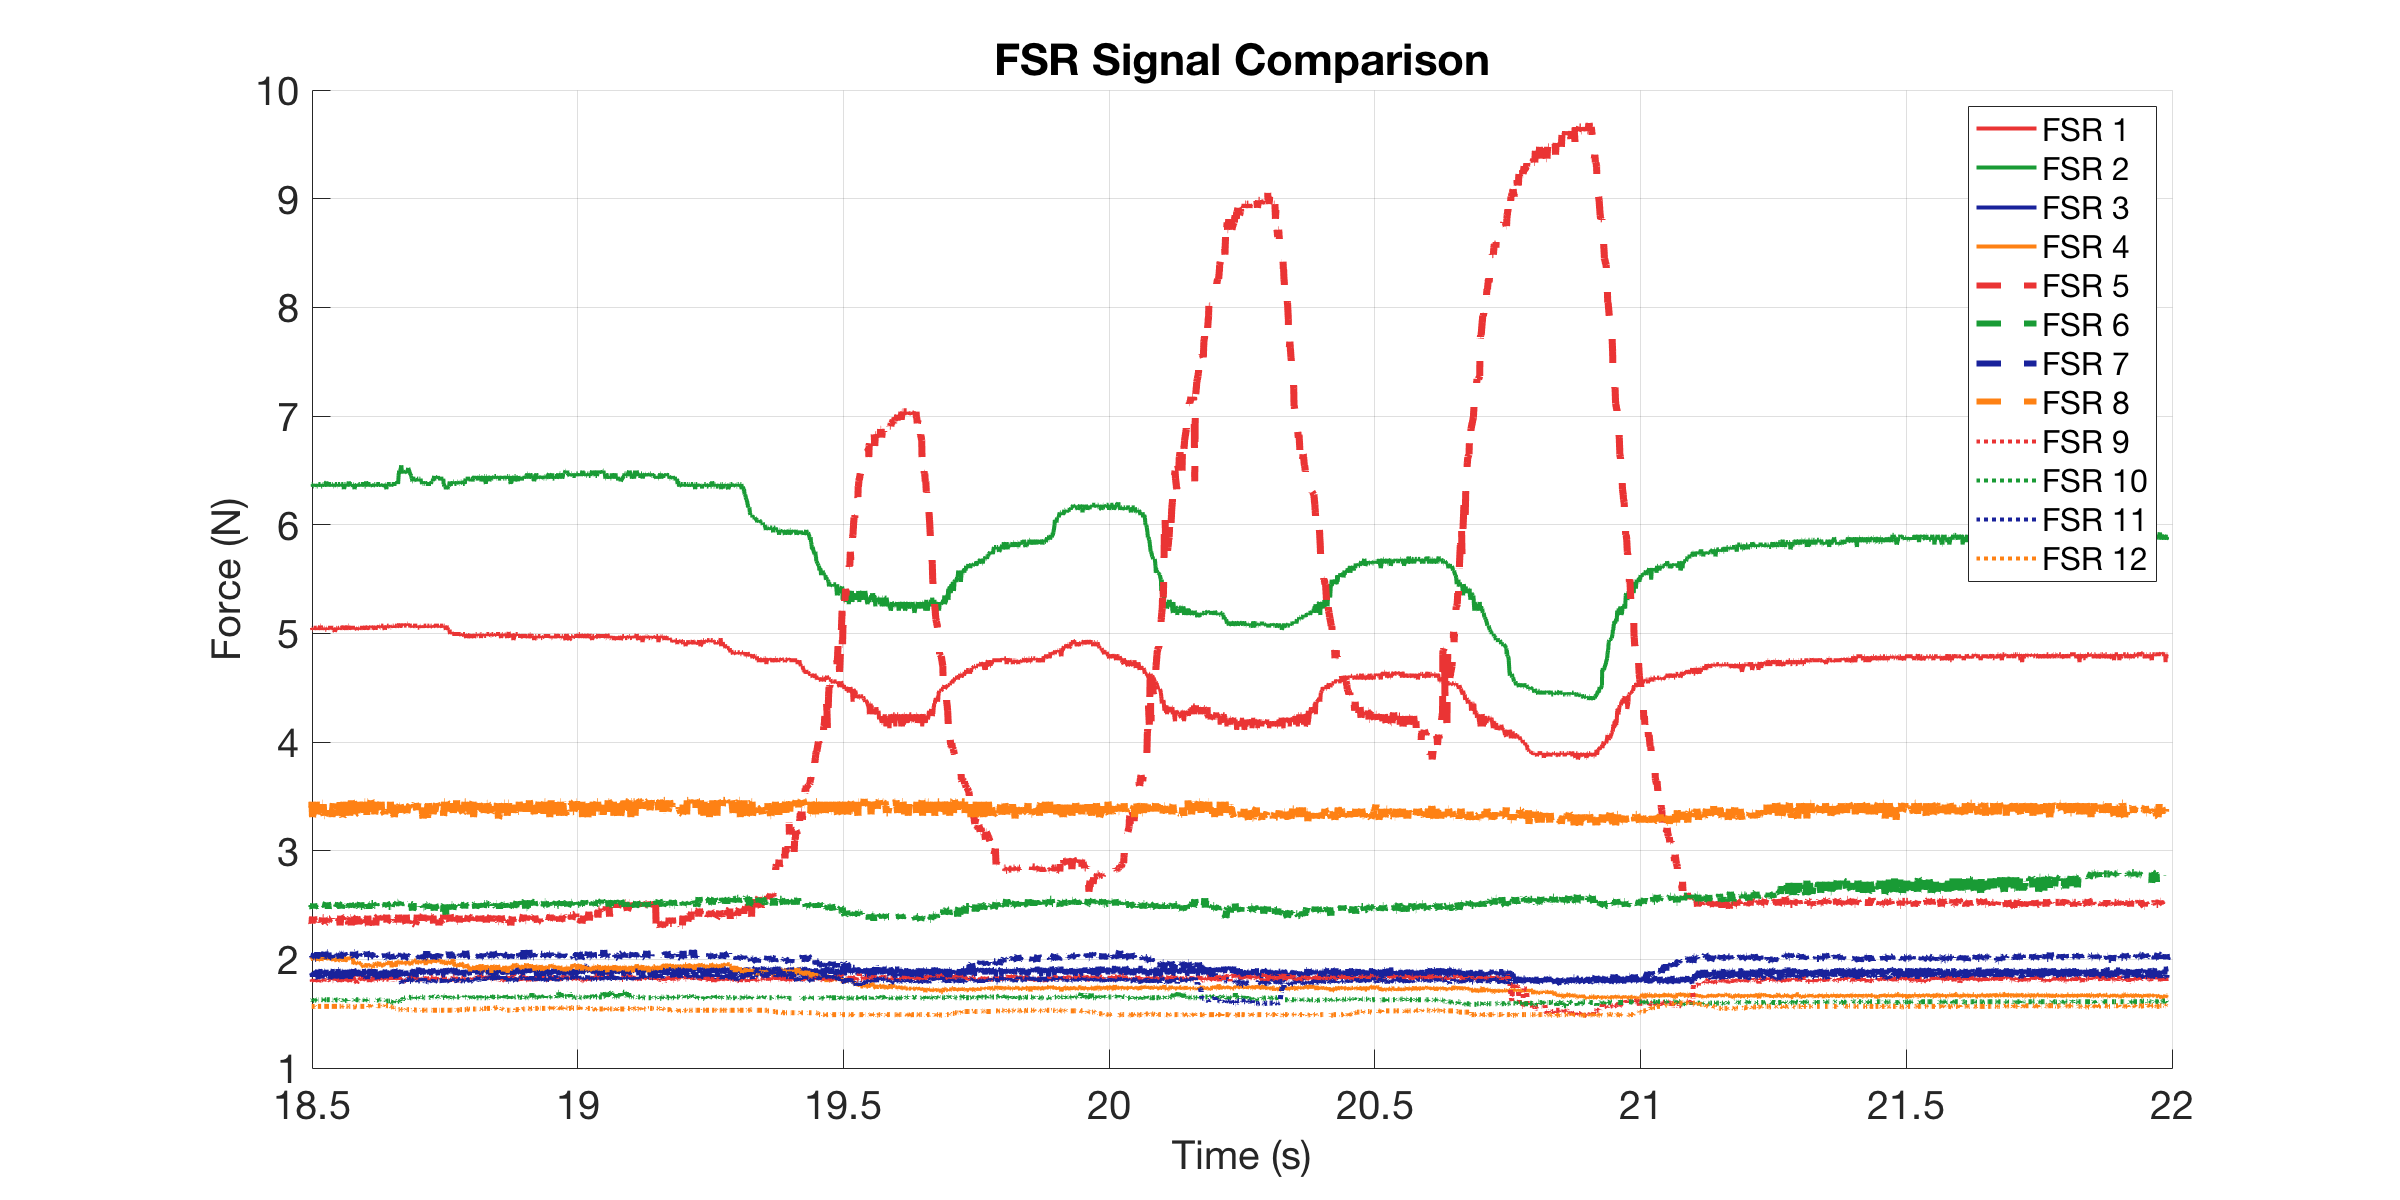 FSR Signal Comparison
10
9
8
7
6
5
4
3
2
1
Force (N)
18.5 19 19.5 20 20.5 21 21.5 22
Time (s)
FSR 1
FSR 2
FSR 3
FSR 4
FSR 5
FSR 6
FSR 7
FSR 8
FSR 9
FSR 10
FSR 11
FSR 12